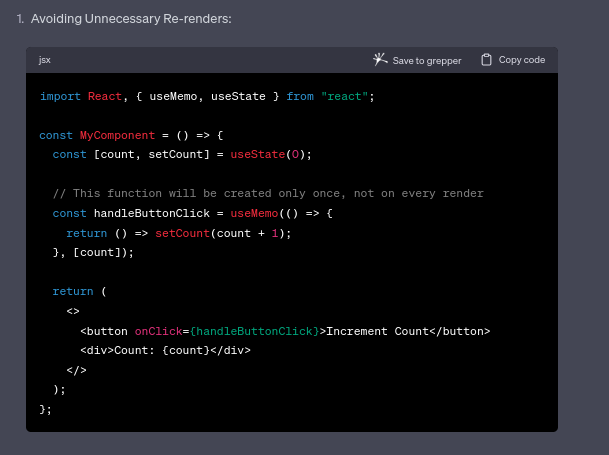 1. Avoiding Unnecessary Re-renders:
jsx Save to grepper Copy code
import React, { useMemo, useState } from "react";
const MyComponent = () => {
  const [count, setCount] = useState(0);
  // This function will be created only once, not on every render
  const handleButtonClick = useMemo(() => {
    return () => setCount(count + 1);
  }, [count]);
  return (
    <>
      <button onClick={handleButtonClick}>Increment Count</button>
      <div>Count: {count}</div>
    </>
  );
};